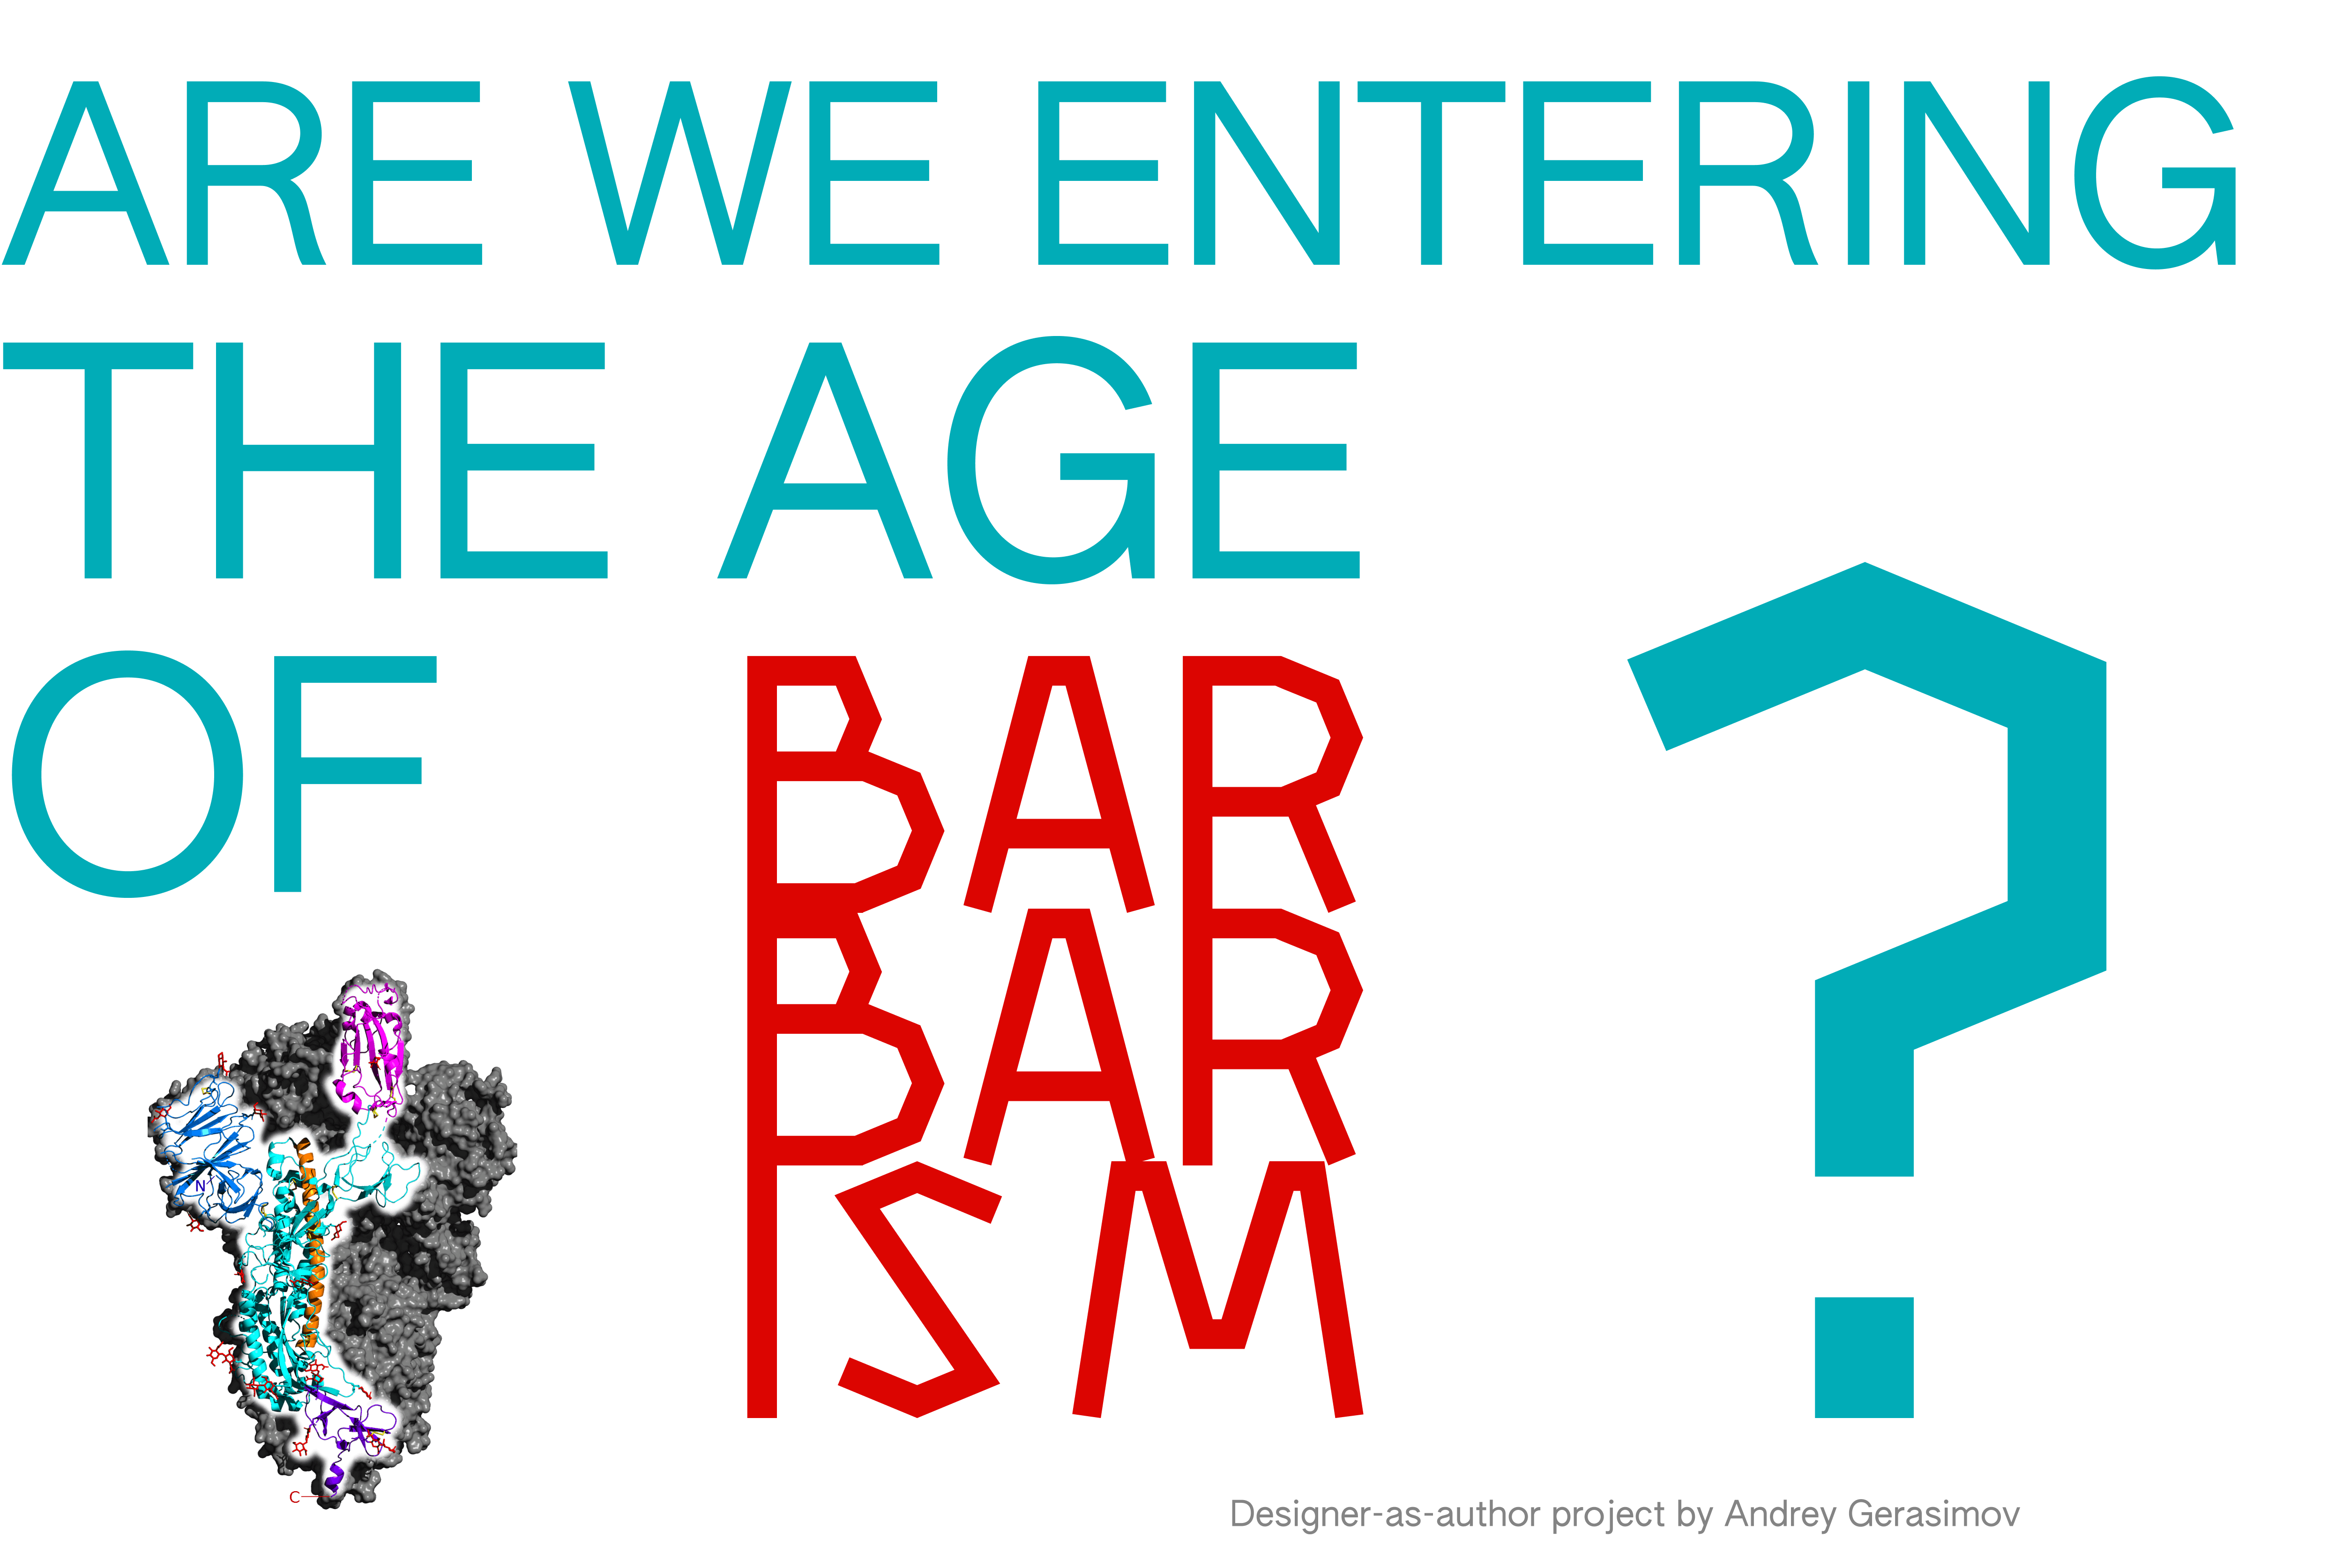 ARE WE ENTERING
THE AGE
OF BAR ?
BAR
ISM
N
C
Designer-as-author project by Andrey Gerasimov